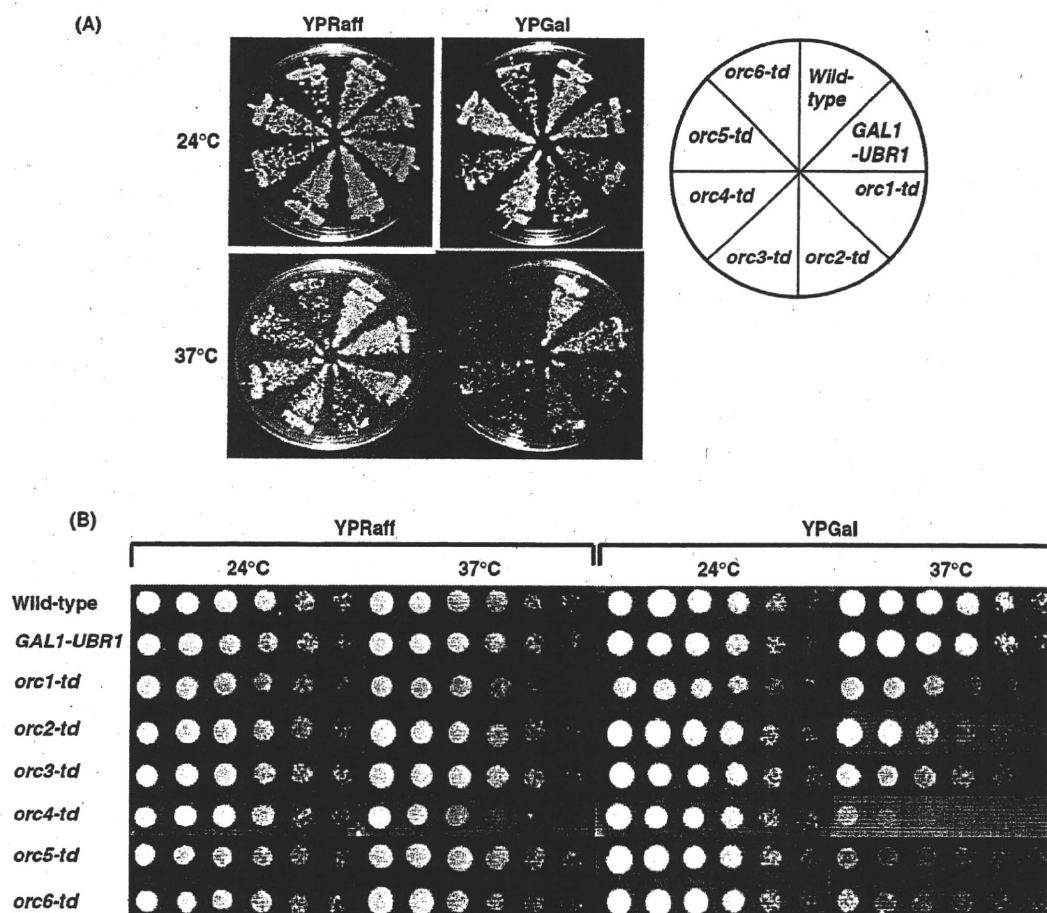 (A)
YPRaff
YPGal
24°C
37°C
orc6-td
Wild-
type
orc5-td
GAL1
-UBR1
orc4-td
orc1-td
orc3-td
orc2-td
(B)
YPRaff
YPGal
24°C
37°C
24°C
37°C
Wild-type
GAL1-UBR1
orc1-td
orc2-td
orc3-td
orc4-td
orc5-td
orc6-td